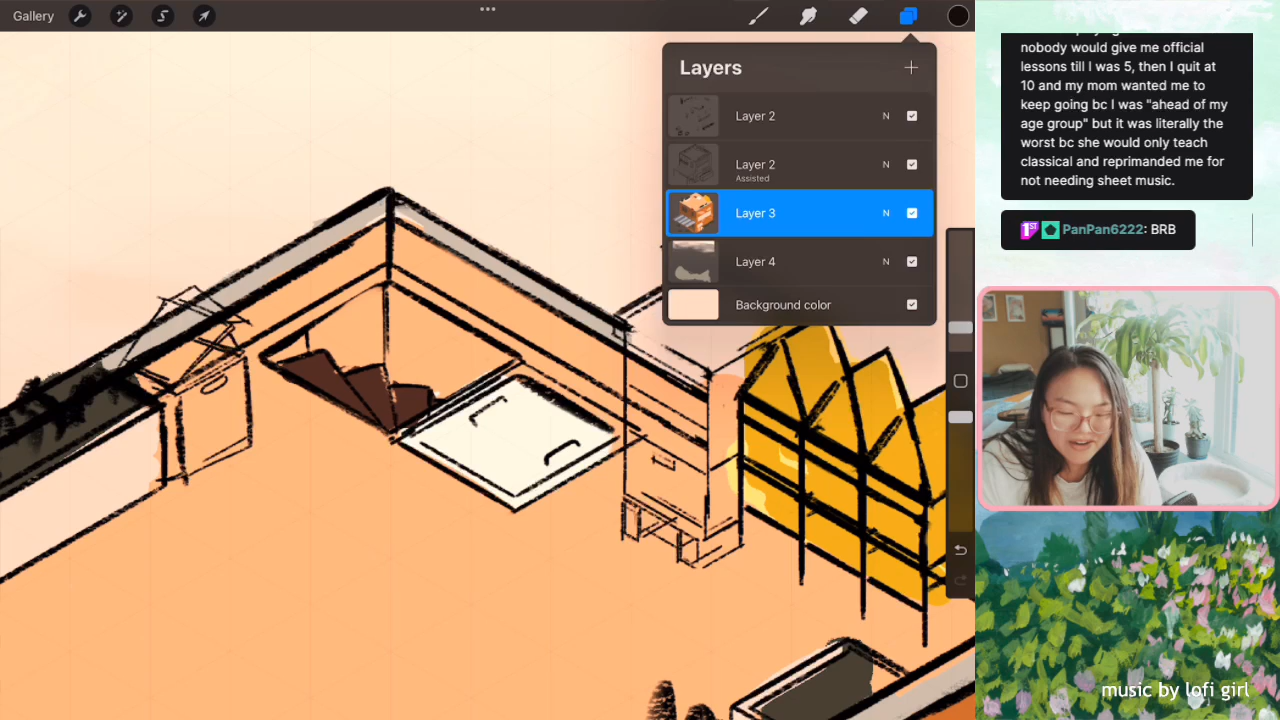 Gallery
Layers
Layer 2
N
Layer 2
N
Assisted
Layer 3
N
Layer 4
N
Background color
nobody would give me official
lessons till I was 5, then I quit at
10 and my mom wanted me to
keep going bc I was "ahead of my
age group" but it was literally the
worst bc she would only teach
classical and reprimanded me for
not needing sheet music.
1ST PanPan6222: BRB
music by lofi girl